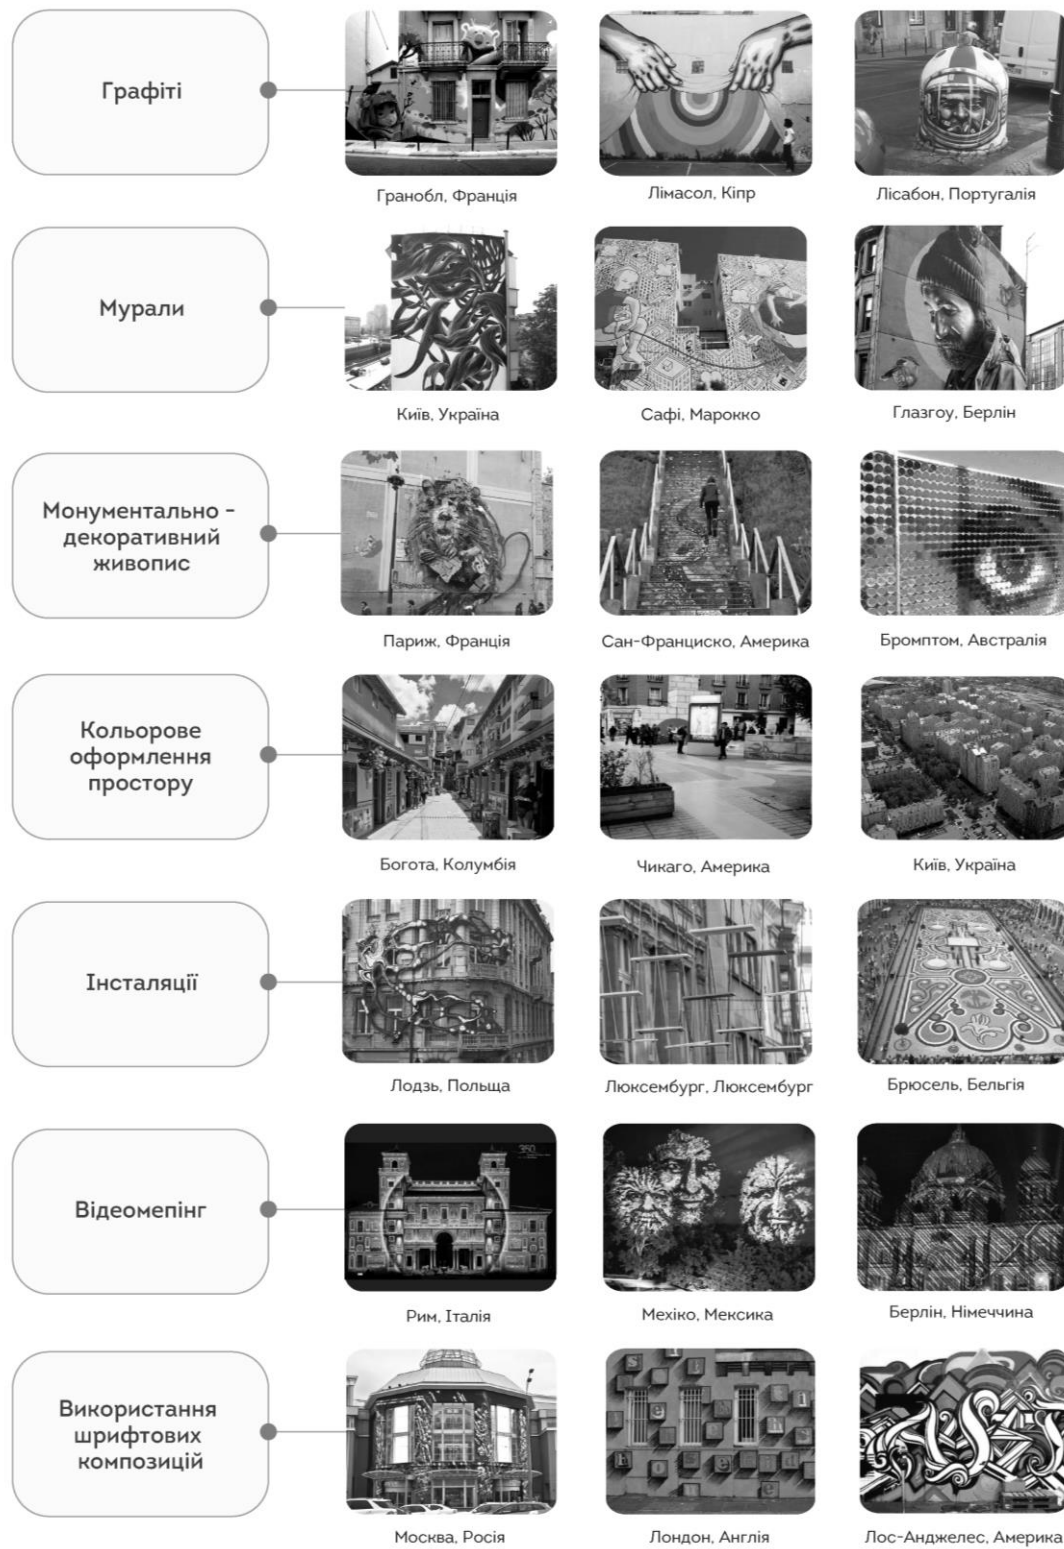 Графіті
Гранобл, Франція
Лімасол, Кіпр
Лісабон, Португалія
Мурали
Київ, Україна
Сафі, Марокко
Глазгоу, Берлін
Монументально -
декоративний
живопис
Париж, Франція
Сан-Франциско, Америка
Бромптом, Австралія
Кольорове
оформлення
простору
Богота, Колумбія
Чикаго, Америка
Київ, Україна
Інсталяції
Лодзь, Польща
Люксембург, Люксембург
Брюсель, Бельгія
Відеомепінг
350
Рим, Італія
Мехіко, Мексика
Берлін, Німеччина
Використання
шрифтових
композицій
Москва, Росія
Лондон, Англія
Лос-Анджелес, Америка